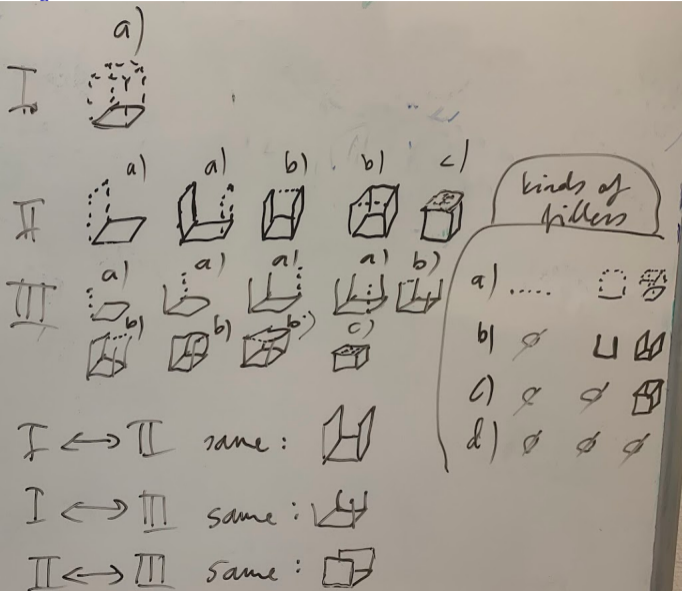 a)
I
a) a) b) b) c)
II
kinds of
fillers
a) a) a) a) b)
III
b) b) b) c)
a) .....
b) ∅
c) ∅ ∅
d) ∅ ∅ ∅
I ↔ II same:
I ↔ III same:
II ↔ III same: